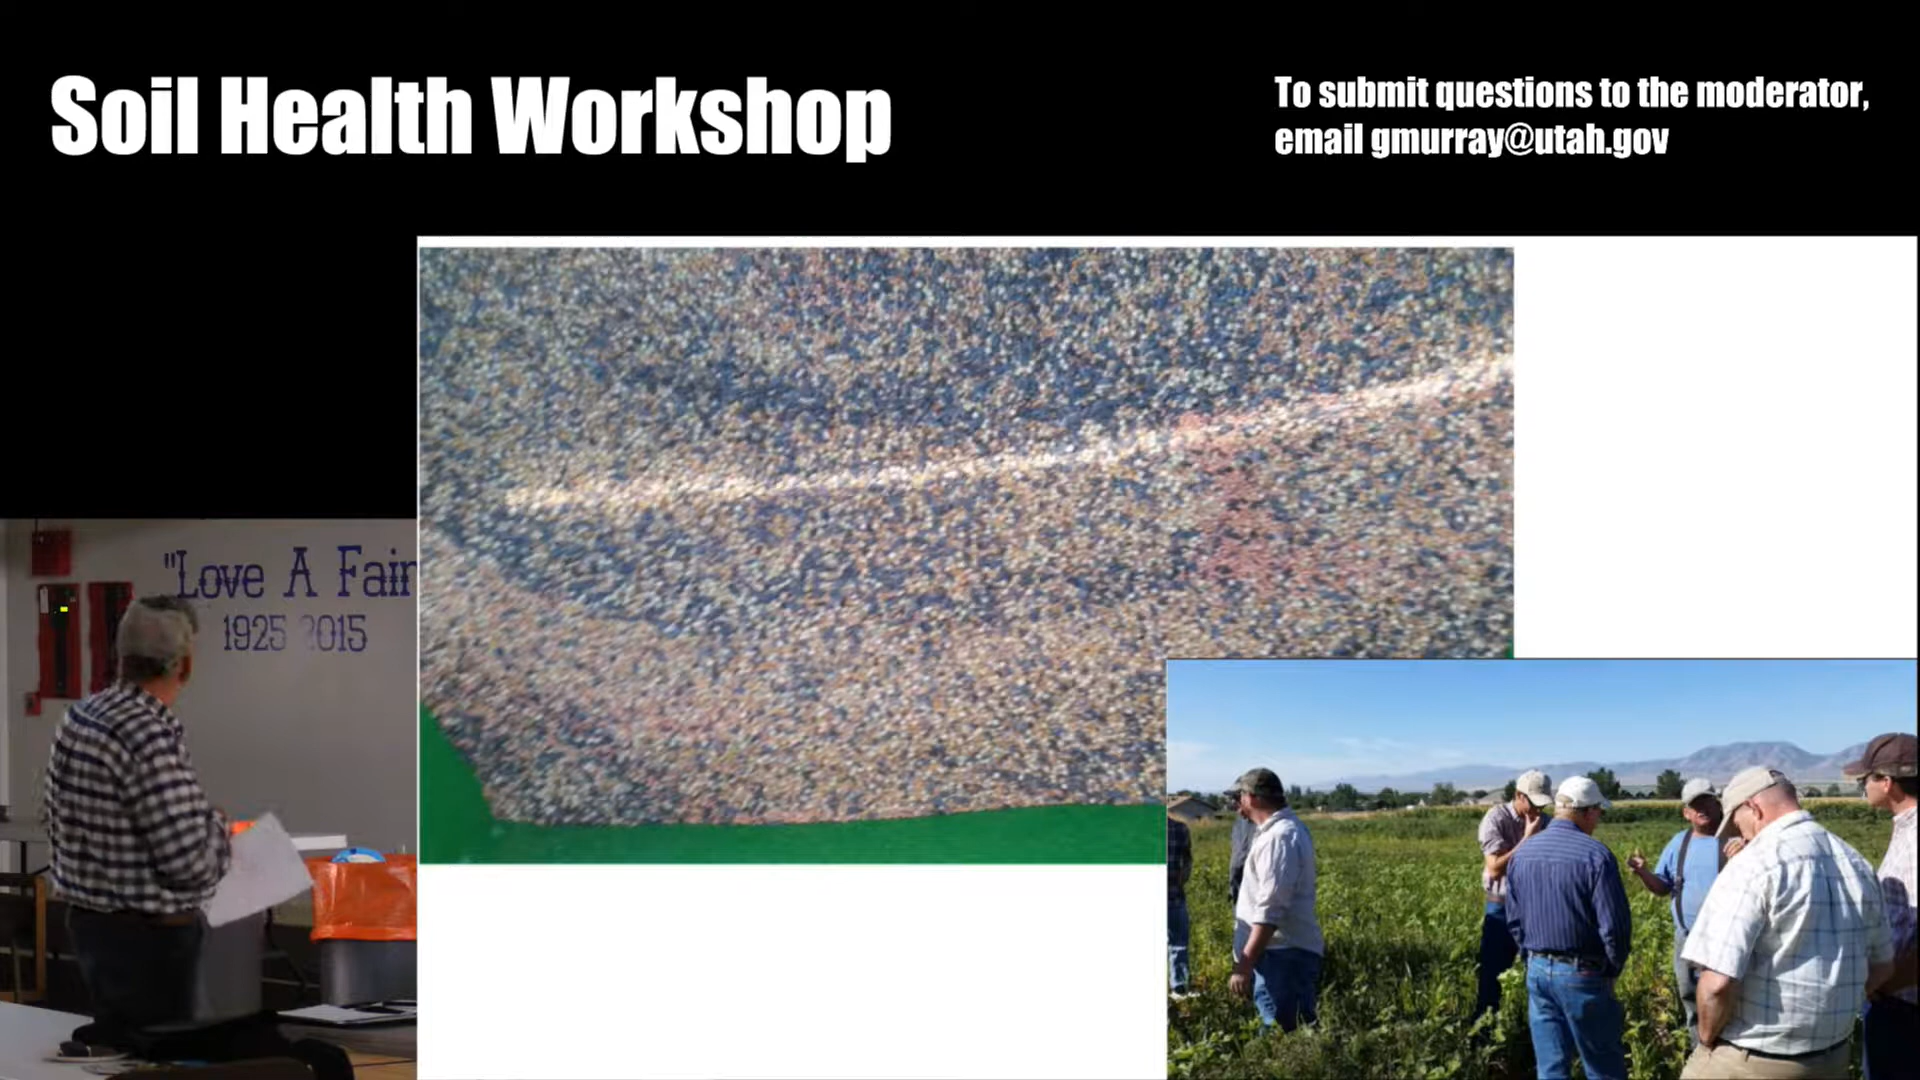 Soil Health Workshop
To submit questions to the moderator,
email gmurray@utah.gov
"Love A Fair
1925 2015